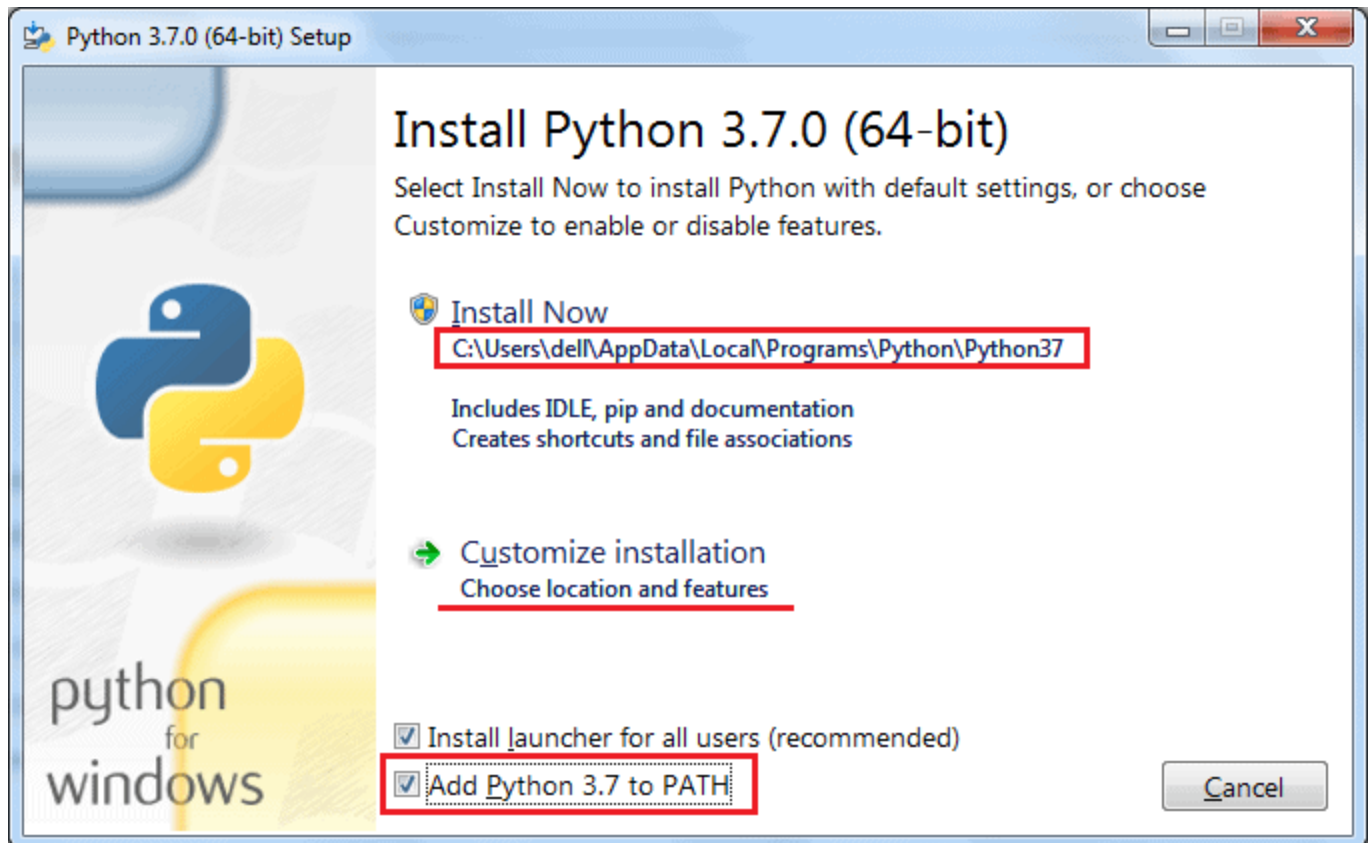 Python 3.7.0 (64-bit) Setup
Install Python 3.7.0 (64-bit)
Select Install Now to install Python with default settings, or choose
Customize to enable or disable features.
Install Now
C:\Users\dell\AppData\Local\Programs\Python\Python37
Includes IDLE, pip and documentation
Creates shortcuts and file associations
Customize installation
Choose location and features
python
for
windows
Install launcher for all users (recommended)
Add Python 3.7 to PATH
Cancel